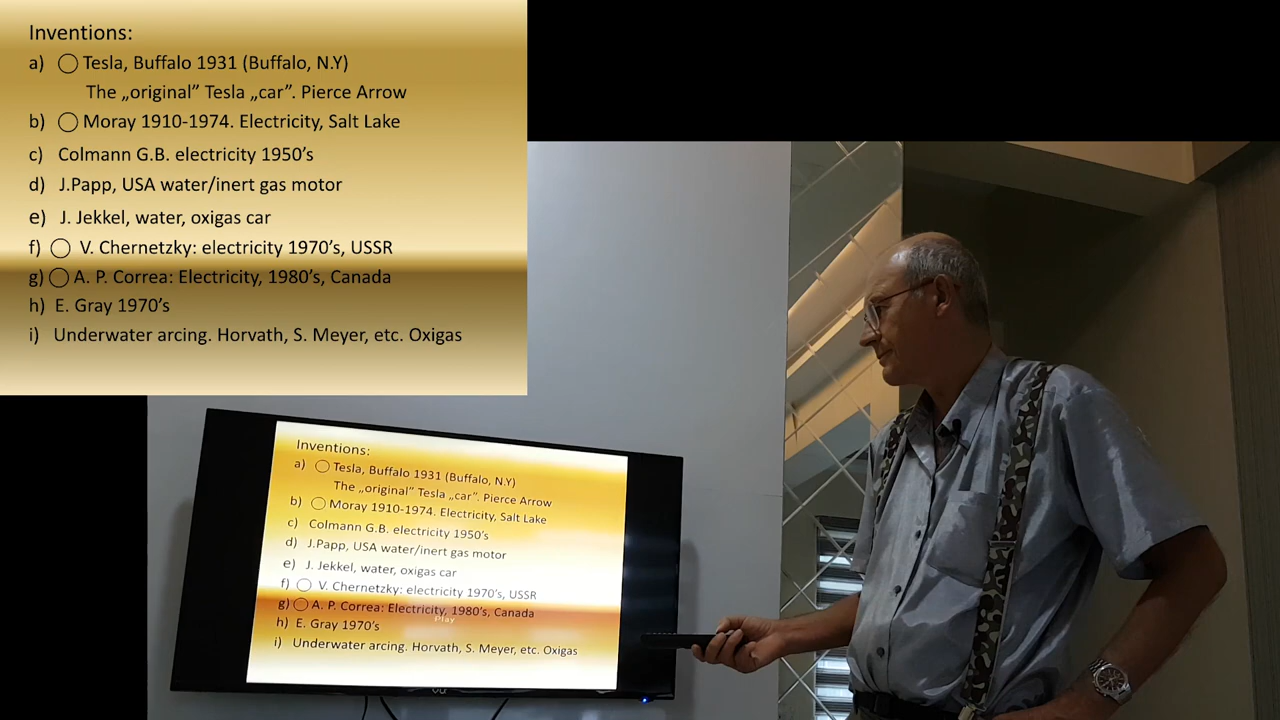 Inventions:
a) ◯ Tesla, Buffalo 1931 (Buffalo, N.Y)
The „original” Tesla „car”. Pierce Arrow
b) ◯ Moray 1910-1974. Electricity, Salt Lake
c) Colmann G.B. electricity 1950’s
d) J.Papp, USA water/inert gas motor
e) J. Jekkel, water, oxigas car
f) ◯ V. Chernetzky: electricity 1970’s, USSR
g) ◯ A. P. Correa: Electricity, 1980’s, Canada
h) E. Gray 1970’s
i) Underwater arcing. Horvath, S. Meyer, etc. Oxigas
Inventions:
a) ◯ Tesla, Buffalo 1931 (Buffalo, N.Y)
The „original” Tesla „car”. Pierce Arrow
b) ◯ Moray 1910-1974. Electricity, Salt Lake
c) Colmann G.B. electricity 1950’s
d) J.Papp, USA water/inert gas motor
e) J. Jekkel, water, oxigas car
f) ◯ V. Chernetzky: electricity 1970’s, USSR
g) ◯ A. P. Correa: Electricity, 1980’s, Canada
Play
h) E. Gray 1970’s
i) Underwater arcing. Horvath, S. Meyer, etc. Oxigas
VU